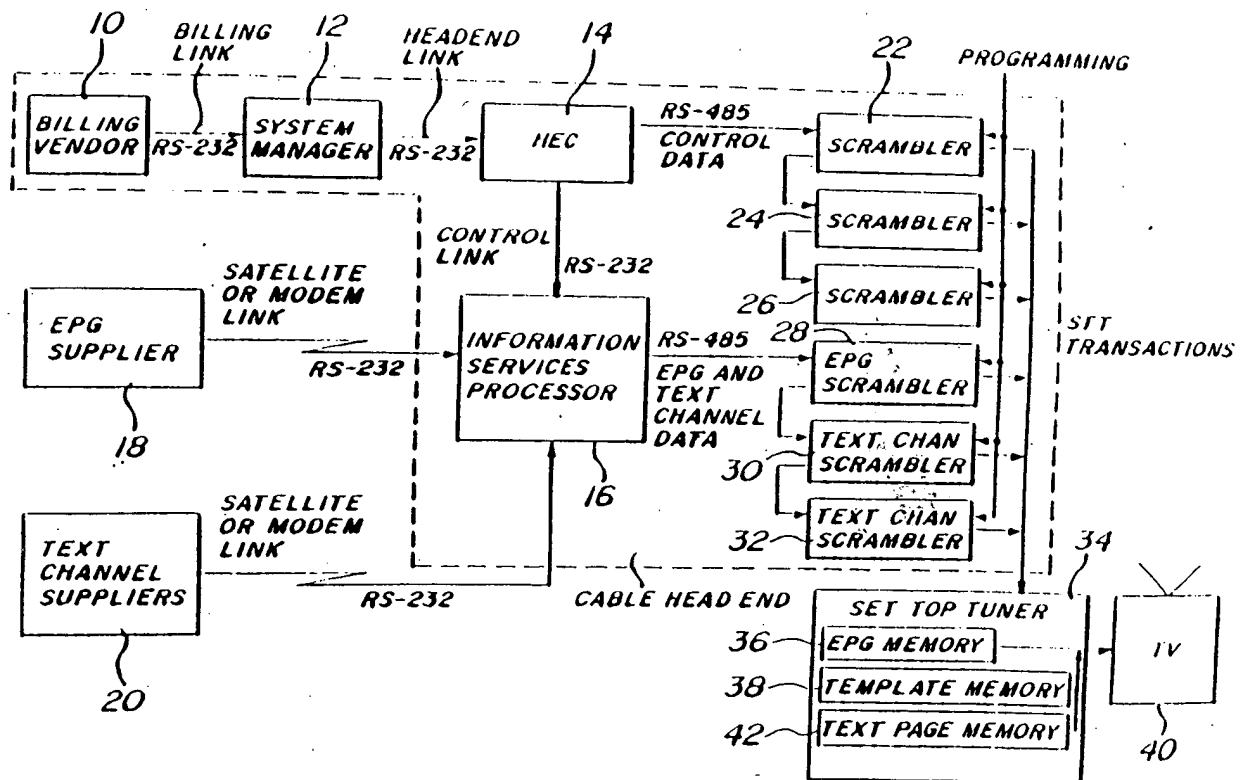 10
BILLING
LINK
12
HEADEND
LINK
14
22
PROGRAMMING
BILLING
VENDOR
RS-232
SYSTEM
MANAGER
RS-232
HEC
RS-485
CONTROL
DATA
SCRAMBLER
24
SCRAMBLER
CONTROL
LINK
RS-232
26
SCRAMBLER
STT
TRANSACTIONS
SATELLITE
OR MODEM
LINK
EPG
SUPPLIER
RS-232
18
INFORMATION
SERVICES
PROCESSOR
16
RS-485
EPG AND
TEXT
CHANNEL
DATA
28
EPG
SCRAMBLER
30
TEXT CHAN
SCRAMBLER
32
TEXT CHAN
SCRAMBLER
SATELLITE
OR MODEM
LINK
TEXT
CHANNEL
SUPPLIERS
RS-232
20
CABLE HEAD END
34
SET TOP TUNER
36
EPG MEMORY
38
TEMPLATE MEMORY
42
TEXT PAGE MEMORY
TV
40